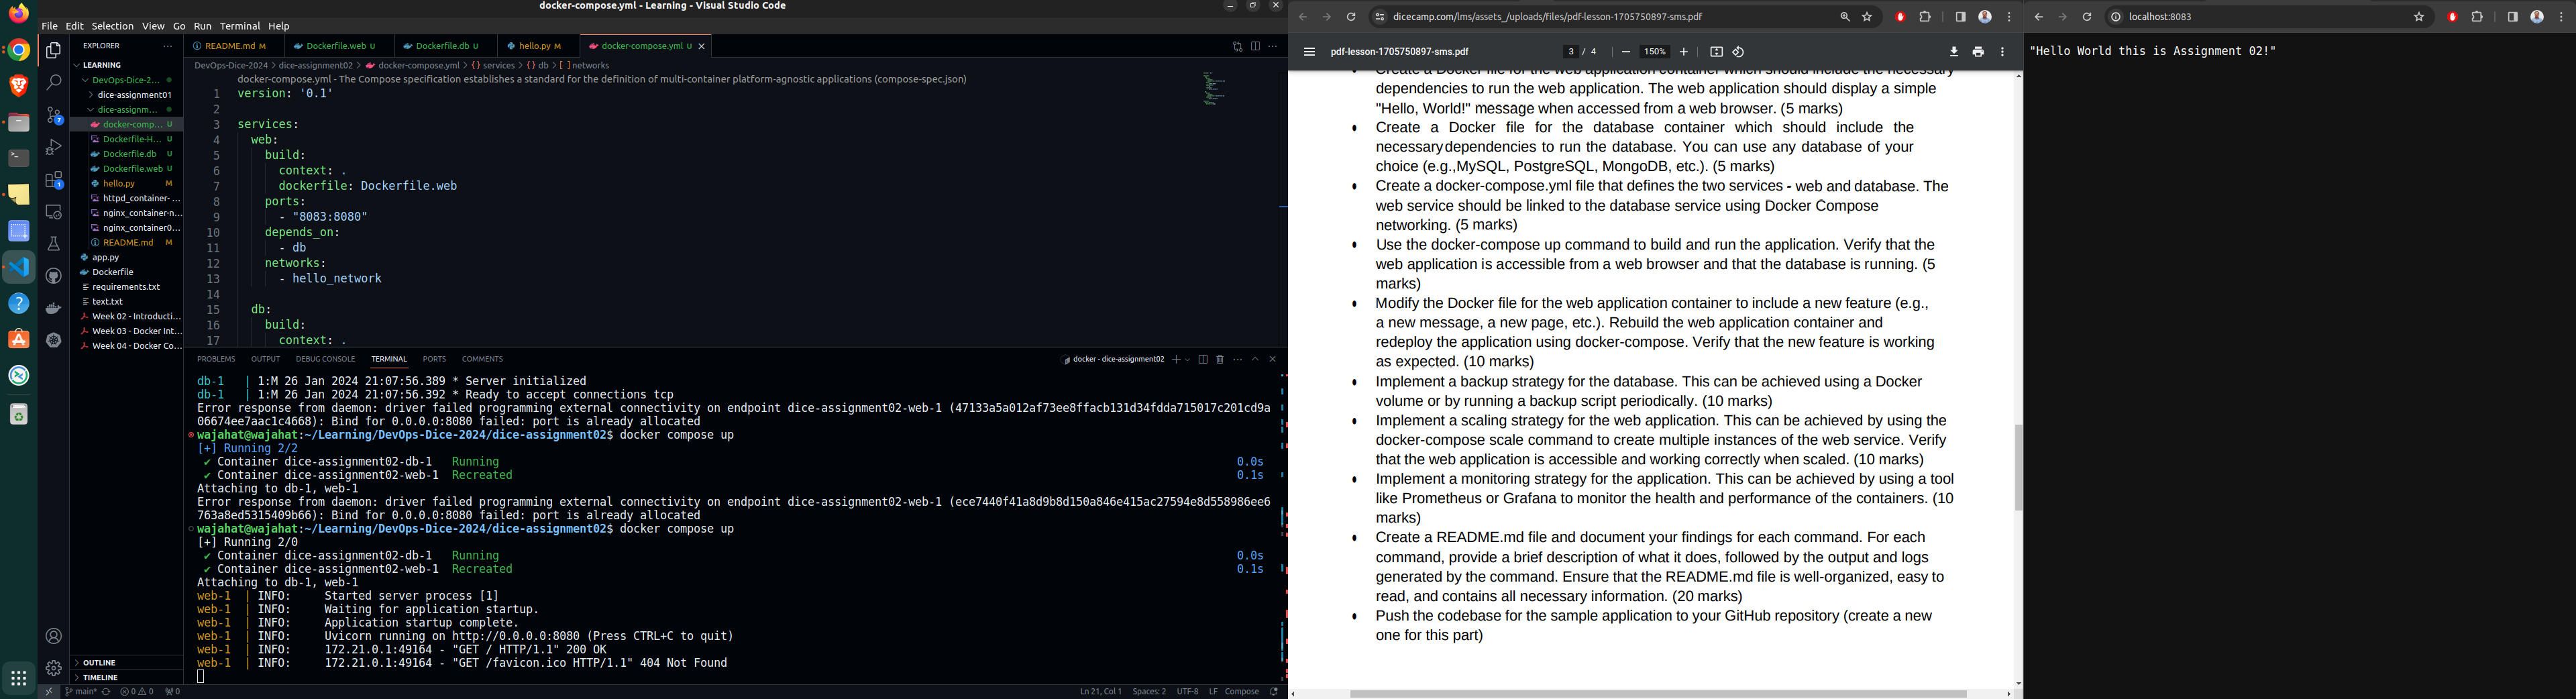 docker-compose.yml - Learning - Visual Studio Code
File Edit Selection View Go Run Terminal Help
EXPLORER
LEARNING
DevOps-Dice-2...
dice-assignment01
dice-assignm...
docker-comp... U
Dockerfile-H... U
Dockerfile.db U
Dockerfile.web U
hello.py M
httpd_container-...
nginx_container-n...
nginx_container0...
README.md M
app.py
Dockerfile
requirements.txt
text.txt
Week 02 - Introducti...
Week 03 - Docker Int...
Week 04 - Docker Co...
OUTLINE
TIMELINE
README.md M Dockerfile.web U Dockerfile.db U hello.py M docker-compose.yml U
DevOps-Dice-2024 > dice-assignment02 > docker-compose.yml > {} services > {} db > [ ] networks
docker-compose.yml - The Compose specification establishes a standard for the definition of multi-container platform-agnostic applications (compose-spec.json)
1 version: '0.1'
2
3 services:
4 web:
5 build:
6 context: .
7 dockerfile: Dockerfile.web
8 ports:
9 - "8083:8080"
10 depends_on:
11 - db
12 networks:
13 - hello_network
14
15 db:
16 build:
17 context: .
PROBLEMS OUTPUT DEBUG CONSOLE TERMINAL PORTS COMMENTS
docker - dice-assignment02
db-1 | 1:M 26 Jan 2024 21:07:56.389 * Server initialized
db-1 | 1:M 26 Jan 2024 21:07:56.392 * Ready to accept connections tcp
Error response from daemon: driver failed programming external connectivity on endpoint dice-assignment02-web-1 (47133a5a012af73ee8ffacb131d34fdda715017c201cd9a
06674ee7aac1c4668): Bind for 0.0.0.0:8080 failed: port is already allocated
wajahat@wajahat:~/Learning/DevOps-Dice-2024/dice-assignment02$ docker compose up
[+] Running 2/2
✔ Container dice-assignment02-db-1 Running 0.0s
✔ Container dice-assignment02-web-1 Recreated 0.1s
Attaching to db-1, web-1
Error response from daemon: driver failed programming external connectivity on endpoint dice-assignment02-web-1 (ece7440f41a8d9b8d150a846e415ac27594e8d558986ee6
763a8ed5315409b66): Bind for 0.0.0.0:8080 failed: port is already allocated
wajahat@wajahat:~/Learning/DevOps-Dice-2024/dice-assignment02$ docker compose up
[+] Running 2/0
✔ Container dice-assignment02-db-1 Running 0.0s
✔ Container dice-assignment02-web-1 Recreated 0.1s
Attaching to db-1, web-1
web-1 | INFO: Started server process [1]
web-1 | INFO: Waiting for application startup.
web-1 | INFO: Application startup complete.
web-1 | INFO: Uvicorn running on http://0.0.0.0:8080 (Press CTRL+C to quit)
web-1 | INFO: 172.21.0.1:49164 - "GET / HTTP/1.1" 200 OK
web-1 | INFO: 172.21.0.1:49164 - "GET /favicon.ico HTTP/1.1" 404 Not Found
main* 0 0 0
Ln 21, Col 1 Spaces: 2 UTF-8 LF Compose
dicecamp.com/lms/assets_/uploads/files/pdf-lesson-1705750897-sms.pdf
pdf-lesson-1705750897-sms.pdf 3 / 4 150%
Create a Docker file for the web application container which should include the necessary
dependencies to run the web application. The web application should display a simple
"Hello, World!" message when accessed from a web browser. (5 marks)
• Create a Docker file for the database container which should include the
necessary dependencies to run the database. You can use any database of your
choice (e.g.,MySQL, PostgreSQL, MongoDB, etc.). (5 marks)
• Create a docker-compose.yml file that defines the two services - web and database. The
web service should be linked to the database service using Docker Compose
networking. (5 marks)
• Use the docker-compose up command to build and run the application. Verify that the
web application is accessible from a web browser and that the database is running. (5
marks)
• Modify the Docker file for the web application container to include a new feature (e.g.,
a new message, a new page, etc.). Rebuild the web application container and
redeploy the application using docker-compose. Verify that the new feature is working
as expected. (10 marks)
• Implement a backup strategy for the database. This can be achieved using a Docker
volume or by running a backup script periodically. (10 marks)
• Implement a scaling strategy for the web application. This can be achieved by using the
docker-compose scale command to create multiple instances of the web service. Verify
that the web application is accessible and working correctly when scaled. (10 marks)
• Implement a monitoring strategy for the application. This can be achieved by using a tool
like Prometheus or Grafana to monitor the health and performance of the containers. (10
marks)
• Create a README.md file and document your findings for each command. For each
command, provide a brief description of what it does, followed by the output and logs
generated by the command. Ensure that the README.md file is well-organized, easy to
read, and contains all necessary information. (20 marks)
• Push the codebase for the sample application to your GitHub repository (create a new
one for this part)
localhost:8083
"Hello World this is Assignment 02!"